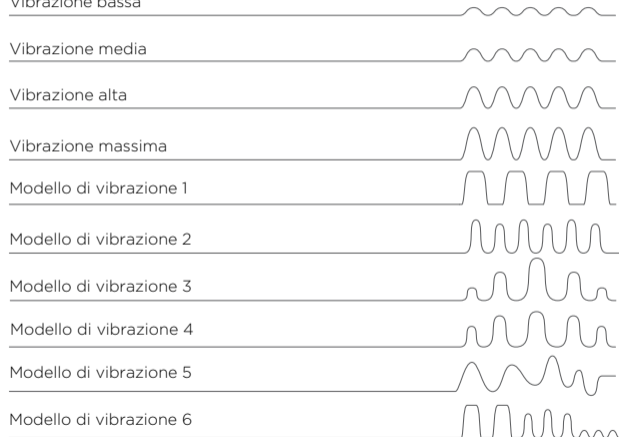 Vibrazione bassa
Vibrazione media
Vibrazione alta
Vibrazione massima
Modello di vibrazione 1
Modello di vibrazione 2
Modello di vibrazione 3
Modello di vibrazione 4
Modello di vibrazione 5
Modello di vibrazione 6